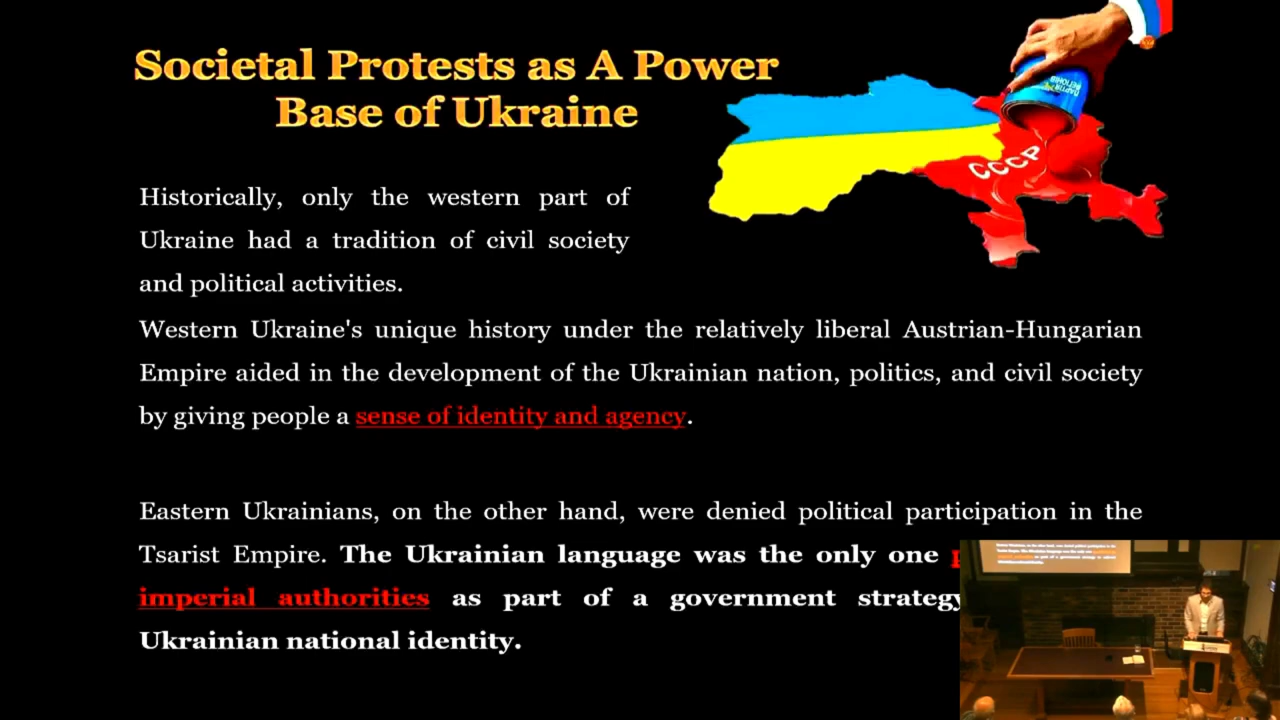 Societal Protests as A Power
Base of Ukraine
СССР
Historically, only the western part of
Ukraine had a tradition of civil society
and political activities.
Western Ukraine's unique history under the relatively liberal Austrian-Hungarian
Empire aided in the development of the Ukrainian nation, politics, and civil society
by giving people a sense of identity and agency.
Eastern Ukrainians, on the other hand, were denied political participation in the
Tsarist Empire. The Ukrainian language was the only one
imperial authorities as part of a government strategy
Ukrainian national identity.